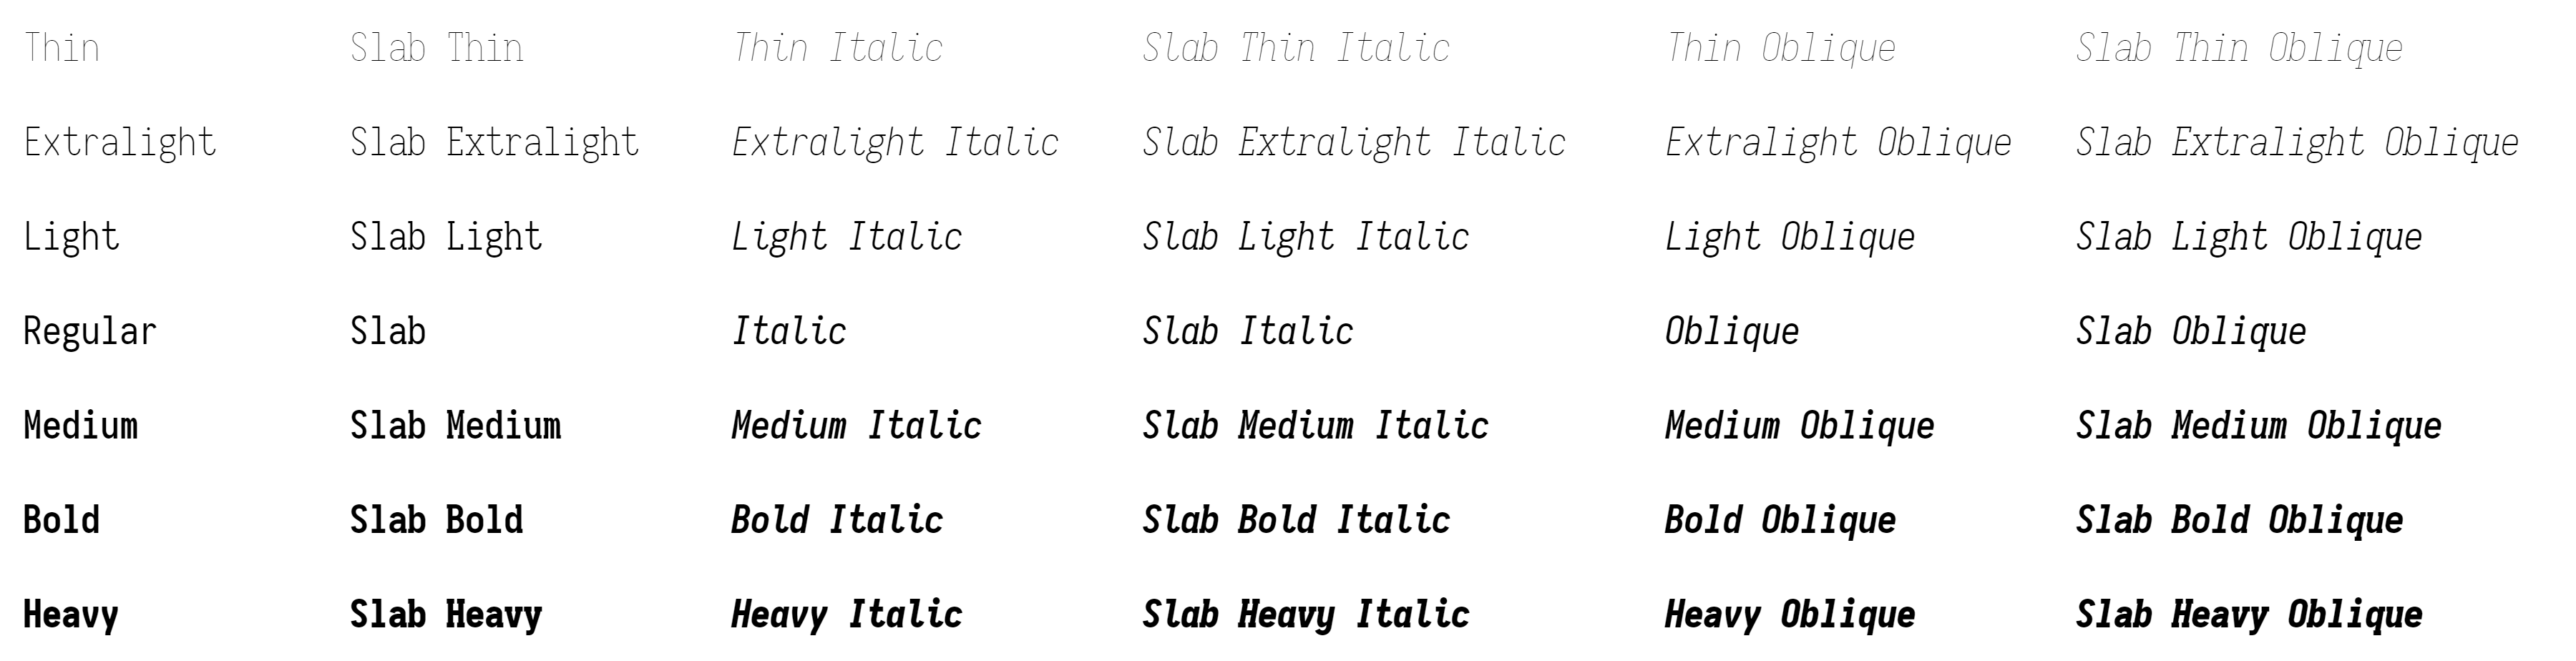 Thin Slab Thin Thin Italic Slab Thin Italic Thin Oblique Slab Thin Oblique
Extralight Slab Extralight Extralight Italic Slab Extralight Italic Extralight Oblique Slab Extralight Oblique
Light Slab Light Light Italic Slab Light Italic Light Oblique Slab Light Oblique
Regular Slab Italic Slab Italic Oblique Slab Oblique
Medium Slab Medium Medium Italic Slab Medium Italic Medium Oblique Slab Medium Oblique
Bold Slab Bold Bold Italic Slab Bold Italic Bold Oblique Slab Bold Oblique
Heavy Slab Heavy Heavy Italic Slab Heavy Italic Heavy Oblique Slab Heavy Oblique